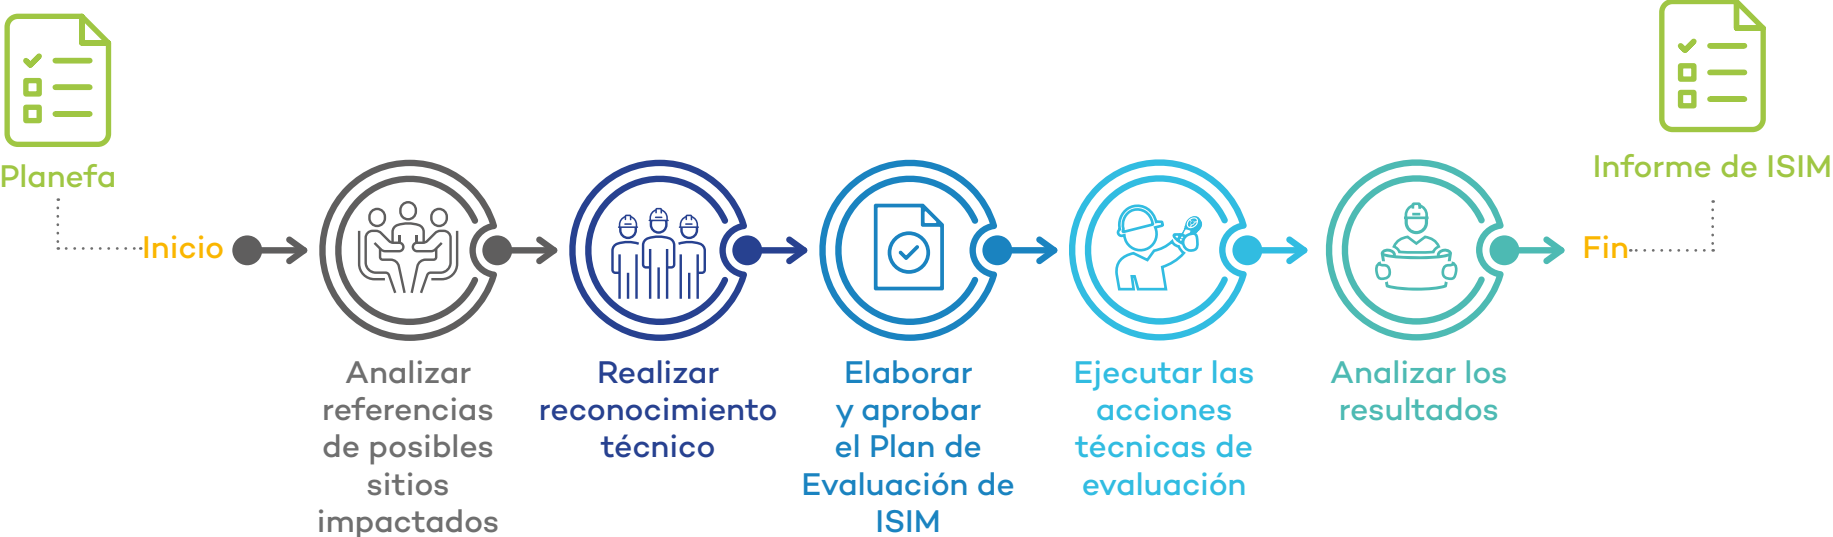 Planefa
Inicio
Analizar
referencias
de posibles
sitios
impactados
Realizar
reconocimiento
técnico
Elaborar
y aprobar
el Plan de
Evaluación de
ISIM
Ejecutar las
acciones
técnicas de
evaluación
Analizar los
resultados
Fin
Informe de ISIM